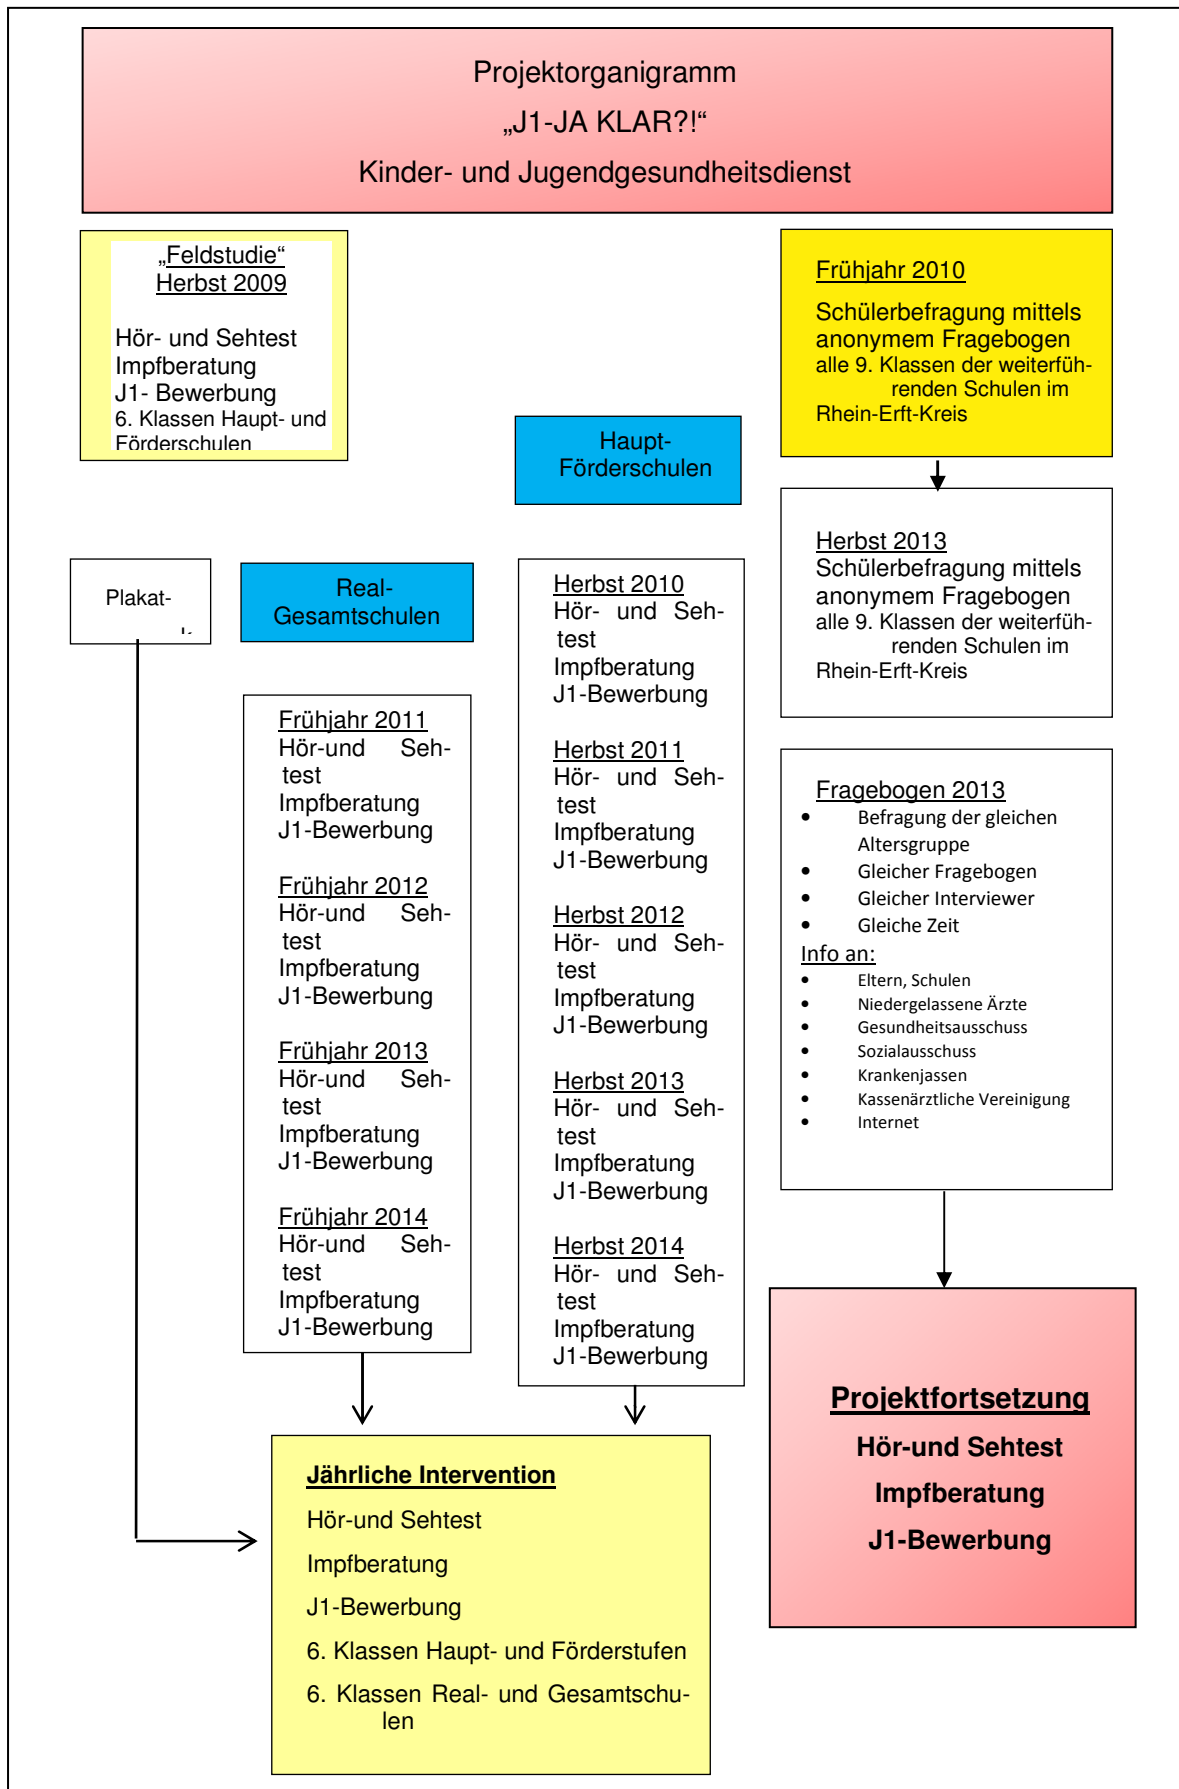 Projektorganigramm
„J1-JA KLAR?!“
Kinder- und Jugendgesundheitsdienst
„Feldstudie“
Herbst 2009
Hör- und Sehtest
Impfberatung
J1- Bewerbung
6. Klassen Haupt- und
Förderschulen
Frühjahr 2010
Schülerbefragung mittels
anonymem Fragebogen
alle 9. Klassen der weiterfüh-
renden Schulen im
Rhein-Erft-Kreis
Haupt-
Förderschulen
Herbst 2013
Schülerbefragung mittels
anonymem Fragebogen
alle 9. Klassen der weiterfüh-
renden Schulen im
Rhein-Erft-Kreis
Plakat-
Real-
Gesamtschulen
Frühjahr 2011
Hör-und Seh-
test
Impfberatung
J1-Bewerbung
Frühjahr 2012
Hör-und Seh-
test
Impfberatung
J1-Bewerbung
Frühjahr 2013
Hör-und Seh-
test
Impfberatung
J1-Bewerbung
Frühjahr 2014
Hör-und Seh-
test
Impfberatung
J1-Bewerbung
Herbst 2010
Hör- und Seh-
test
Impfberatung
J1-Bewerbung
Herbst 2011
Hör- und Seh-
test
Impfberatung
J1-Bewerbung
Herbst 2012
Hör- und Seh-
test
Impfberatung
J1-Bewerbung
Herbst 2013
Hör- und Seh-
test
Impfberatung
J1-Bewerbung
Herbst 2014
Hör- und Seh-
test
Impfberatung
J1-Bewerbung
Fragebogen 2013
• Befragung der gleichen
Altersgruppe
• Gleicher Fragebogen
• Gleicher Interviewer
• Gleiche Zeit
Info an:
• Eltern, Schulen
• Niedergelassene Ärzte
• Gesundheitsausschuss
• Sozialausschuss
• Krankenjassen
• Kassenärztliche Vereinigung
• Internet
Jährliche Intervention
Hör-und Sehtest
Impfberatung
J1-Bewerbung
6. Klassen Haupt- und Förderstufen
6. Klassen Real- und Gesamtschu-
len
Projektfortsetzung
Hör-und Sehtest
Impfberatung
J1-Bewerbung